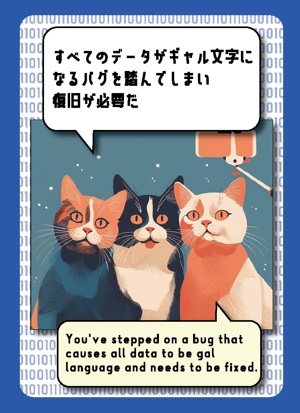 すべてのデータがギャル文字に
なるバグを踏んでしまい
復旧が必要だ
You've stepped on a bug that
causes all data to be gal
language and needs to be fixed.